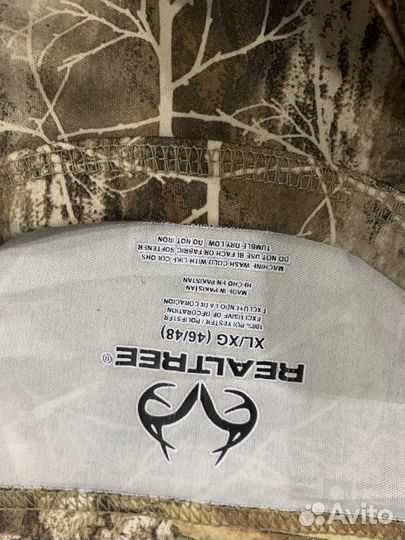 REALTREE®
XL/XG (46/48)
100% POLYESTER / POLIESTER
EXCLUSIVE OF DECORATION
EXCLUYENDO LA DECORACION
MADE IN PAKISTAN
HECHO EN PAKISTAN
MACHINE WASH COLD WITH LIKE COLORS
DO NOT USE BLEACH OR FABRIC SOFTENER
TUMBLE DRY LOW DO NOT IRON
Avito